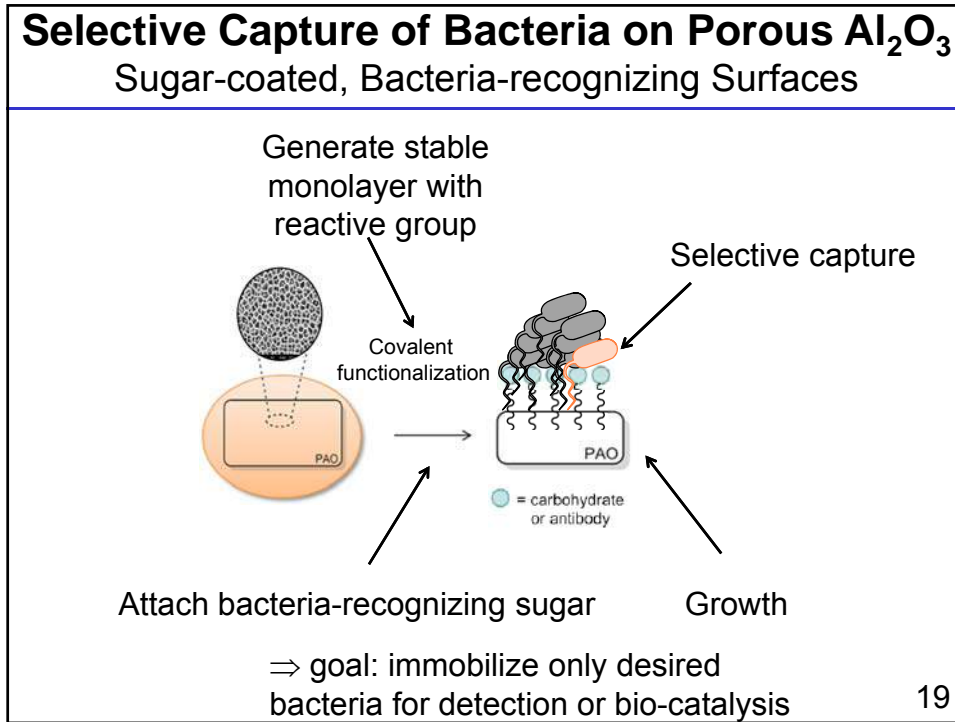 Selective Capture of Bacteria on Porous Al₂O₃
Sugar-coated, Bacteria-recognizing Surfaces
Generate stable
monolayer with
reactive group
Selective capture
Covalent
functionalization
PAO
PAO
= carbohydrate
or antibody
Attach bacteria-recognizing sugar
Growth
⇒ goal: immobilize only desired
bacteria for detection or bio-catalysis
19